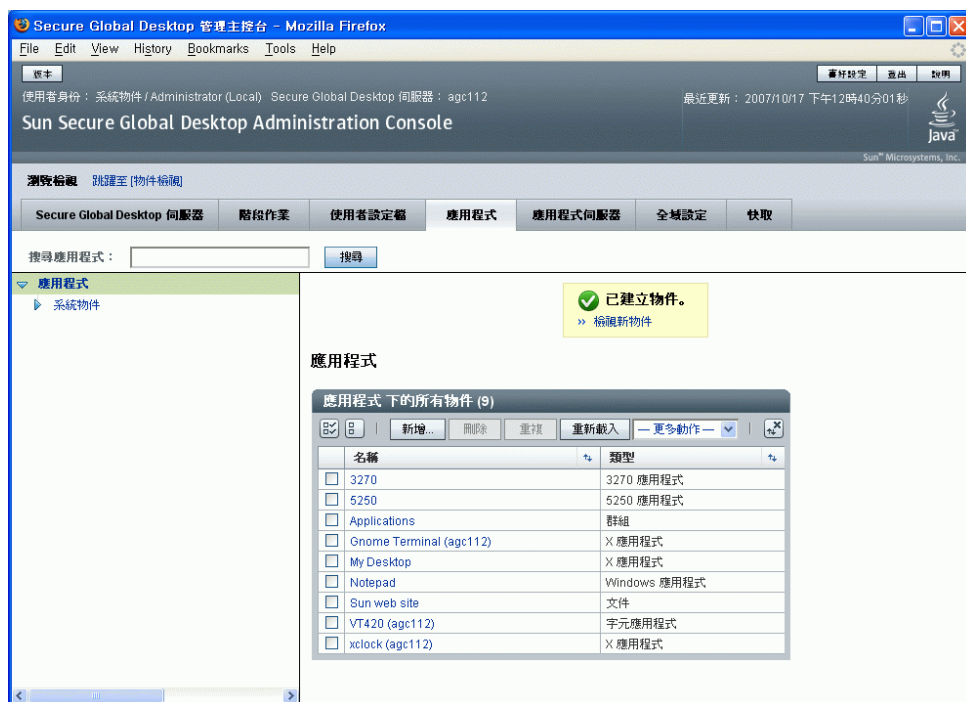 Secure Global Desktop 管理主控台 - Mozilla Firefox
File Edit View History Bookmarks Tools Help
版本 喜好設定 登出 說明
使用者身份： 系統物件 / Administrator (Local) Secure Global Desktop 伺服器： agc112 最近更新： 2007/10/17 下午12時40分01秒
Sun Secure Global Desktop Administration Console
Java
Sun™ Microsystems, Inc.
瀏覽檢視 跳躍至 [物件檢視]
Secure Global Desktop 伺服器 階段作業 使用者設定檔 應用程式 應用程式伺服器 全域設定 快取
搜尋應用程式： 搜尋
應用程式
系統物件
已建立物件。
» 檢視新物件
應用程式
應用程式 下的所有物件 (9)
新增... 刪除 重複 重新載入 — 更多動作 —
名稱 類型
3270 3270 應用程式
5250 5250 應用程式
Applications 群組
Gnome Terminal (agc112) X 應用程式
My Desktop X 應用程式
Notepad Windows 應用程式
Sun web site 文件
VT420 (agc112) 字元應用程式
xclock (agc112) X 應用程式